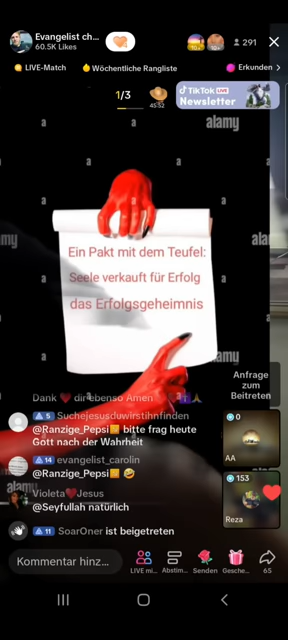 Evangelist ch...
60.5K Likes
291
LIVE-Match
Wöchentliche Rangliste
Erkunden
1/3
45:52
TikTok LIVE
Newsletter
alamy
a
a
a
a
a
alamy
Ein Pakt mit dem Teufel:
Seele verkauft für Erfolg
das Erfolgsgeheimnis
Dank dir ebenso Amen
5 Suchejesusduwirstihnfinden
@Ranzige_Pepsi bitte frag heute
Gott nach der Wahrheit
14 evangelist_carolin
@Ranzige_Pepsi
Violeta Jesus
@Seyfullah natürlich
11 SoarOner ist beigetreten
Anfrage
zum
Beitreten
0
AA
153
Reza
Kommentar hinz...
LIVE mi...
Abstim...
Senden
Gesche...
65